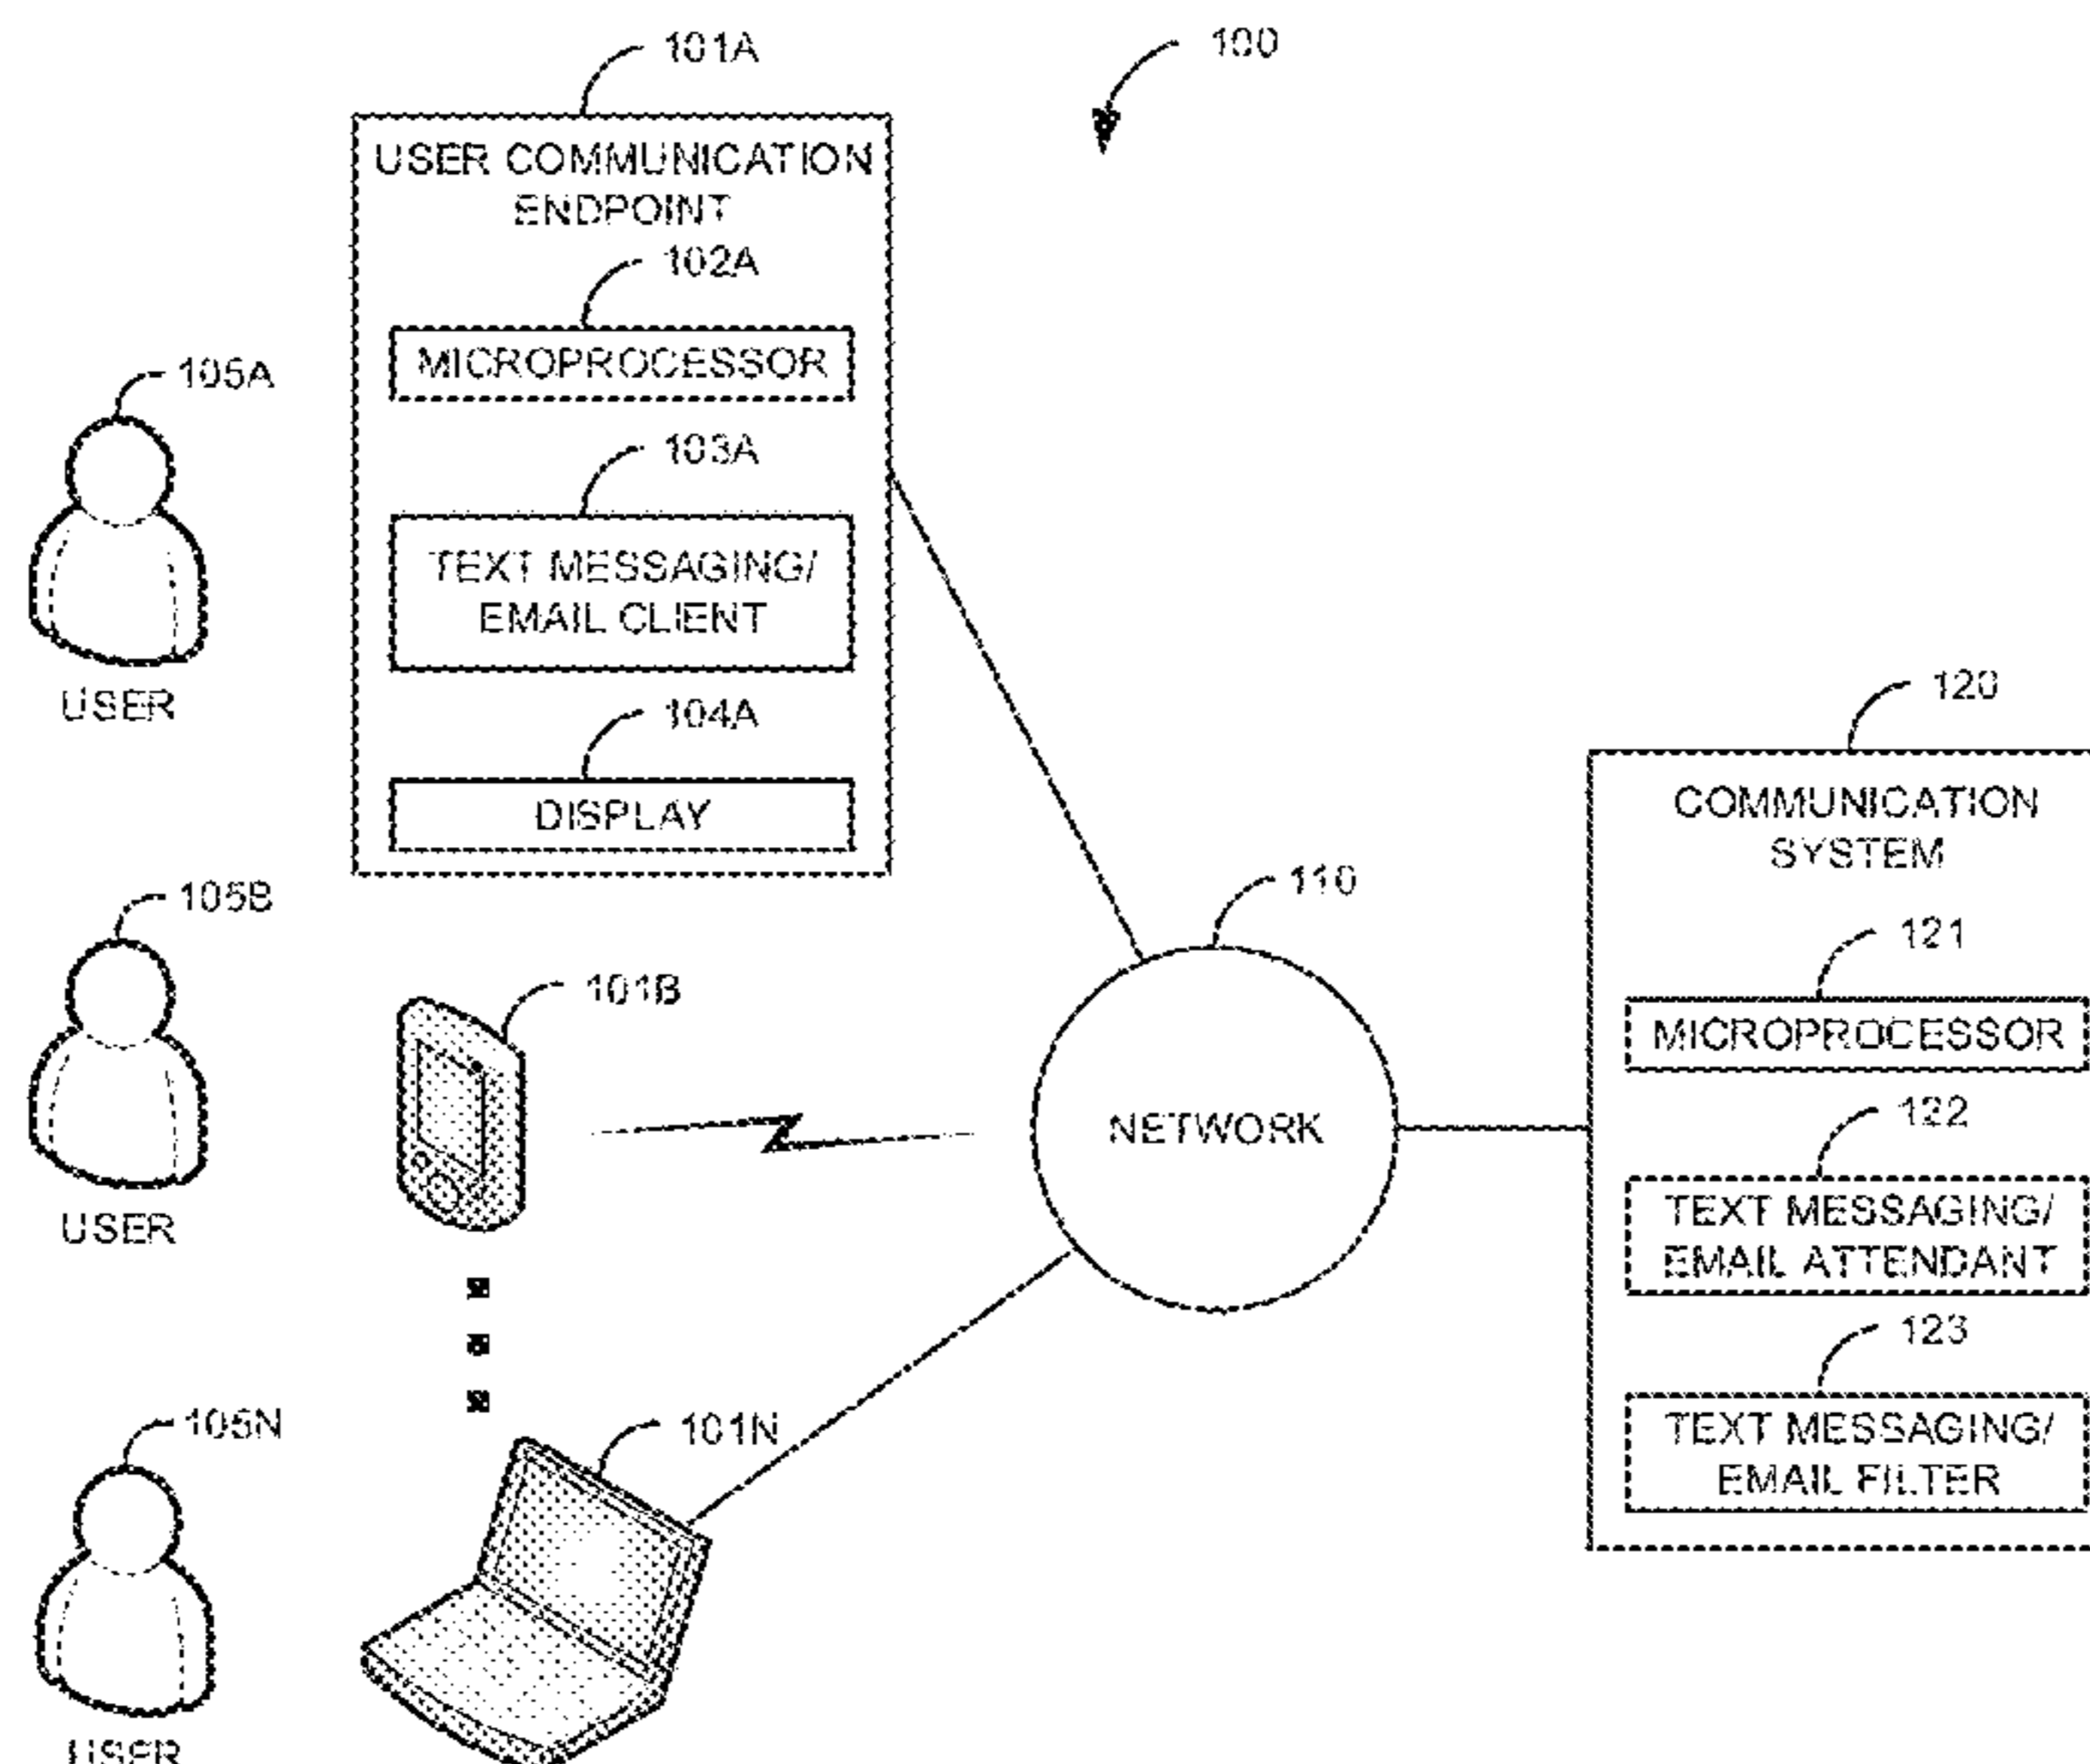 101A
100
USER COMMUNICATION
ENDPOINT
102A
MICROPROCESSOR
105A
103A
TEXT MESSAGING/
EMAIL CLIENT
USER
104A
DISPLAY
120
COMMUNICATION
SYSTEM
105B
110
121
MICROPROCESSOR
101B
NETWORK
122
TEXT MESSAGING/
EMAIL ATTENDANT
USER
123
TEXT MESSAGING/
EMAIL FILTER
105N
101N
USER